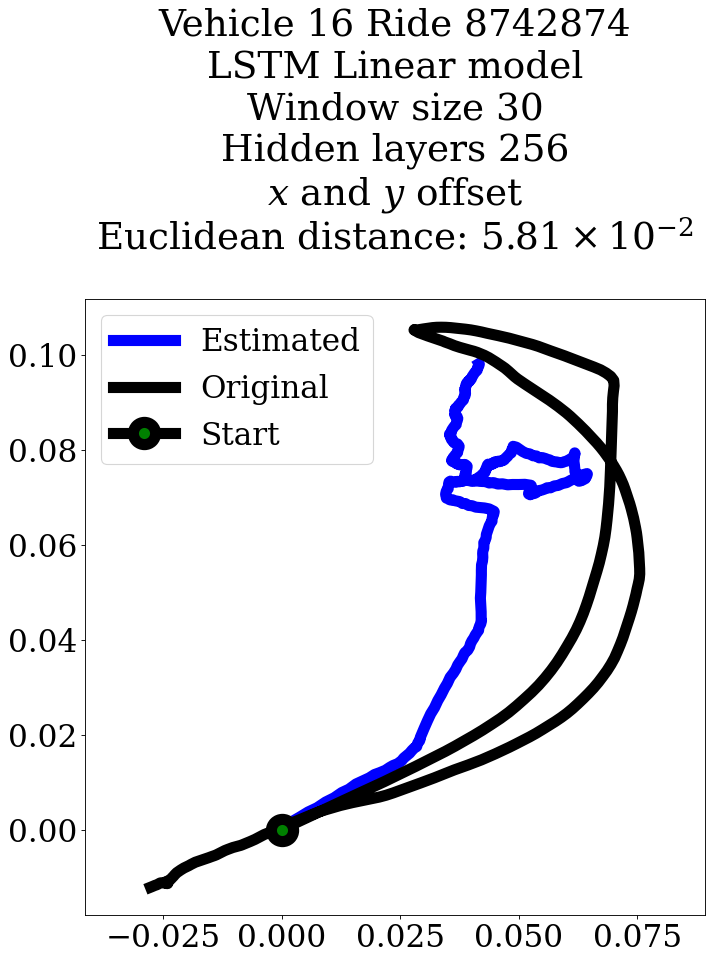 Vehicle 16 Ride 8742874
LSTM Linear model
Window size 30
Hidden layers 256
x and y offset
Euclidean distance: 5.81 × 10⁻²
Estimated
Original
Start
0.10
0.08
0.06
0.04
0.02
0.00
−0.025 0.000 0.025 0.050 0.075